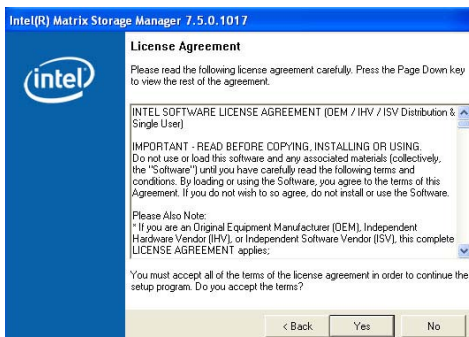 Intel(R) Matrix Storage Manager 7.5.0.1017
intel
License Agreement
Please read the following license agreement carefully. Press the Page Down key
to view the rest of the agreement.
INTEL SOFTWARE LICENSE AGREEMENT (OEM / IHV / ISV Distribution &
Single User)
IMPORTANT - READ BEFORE COPYING, INSTALLING OR USING.
Do not use or load this software and any associated materials (collectively,
the "Software") until you have carefully read the following terms and
conditions. By loading or using the Software, you agree to the terms of this
Agreement. If you do not wish to so agree, do not install or use the Software.
Please Also Note:
* If you are an Original Equipment Manufacturer (OEM), Independent
Hardware Vendor (IHV), or Independent Software Vendor (ISV), this complete
LICENSE AGREEMENT applies;
You must accept all of the terms of the license agreement in order to continue the
setup program. Do you accept the terms?
< Back Yes No